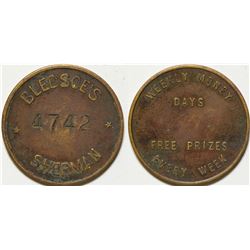 BLEDSOE'S
4742
SHERMAN
WEEKLY MONEY
DAYS
FREE PRIZES
EVERY WEEK